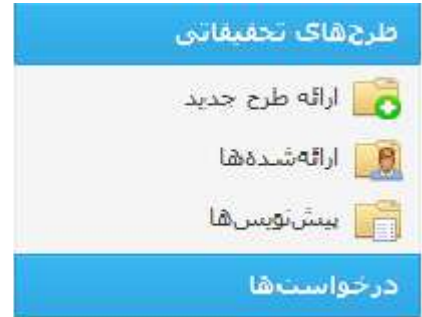 طرح‌های تحقیقاتی
ارائه طرح جدید
ارائه‌شده‌ها
پیش‌نویس‌ها
درخواست‌ها